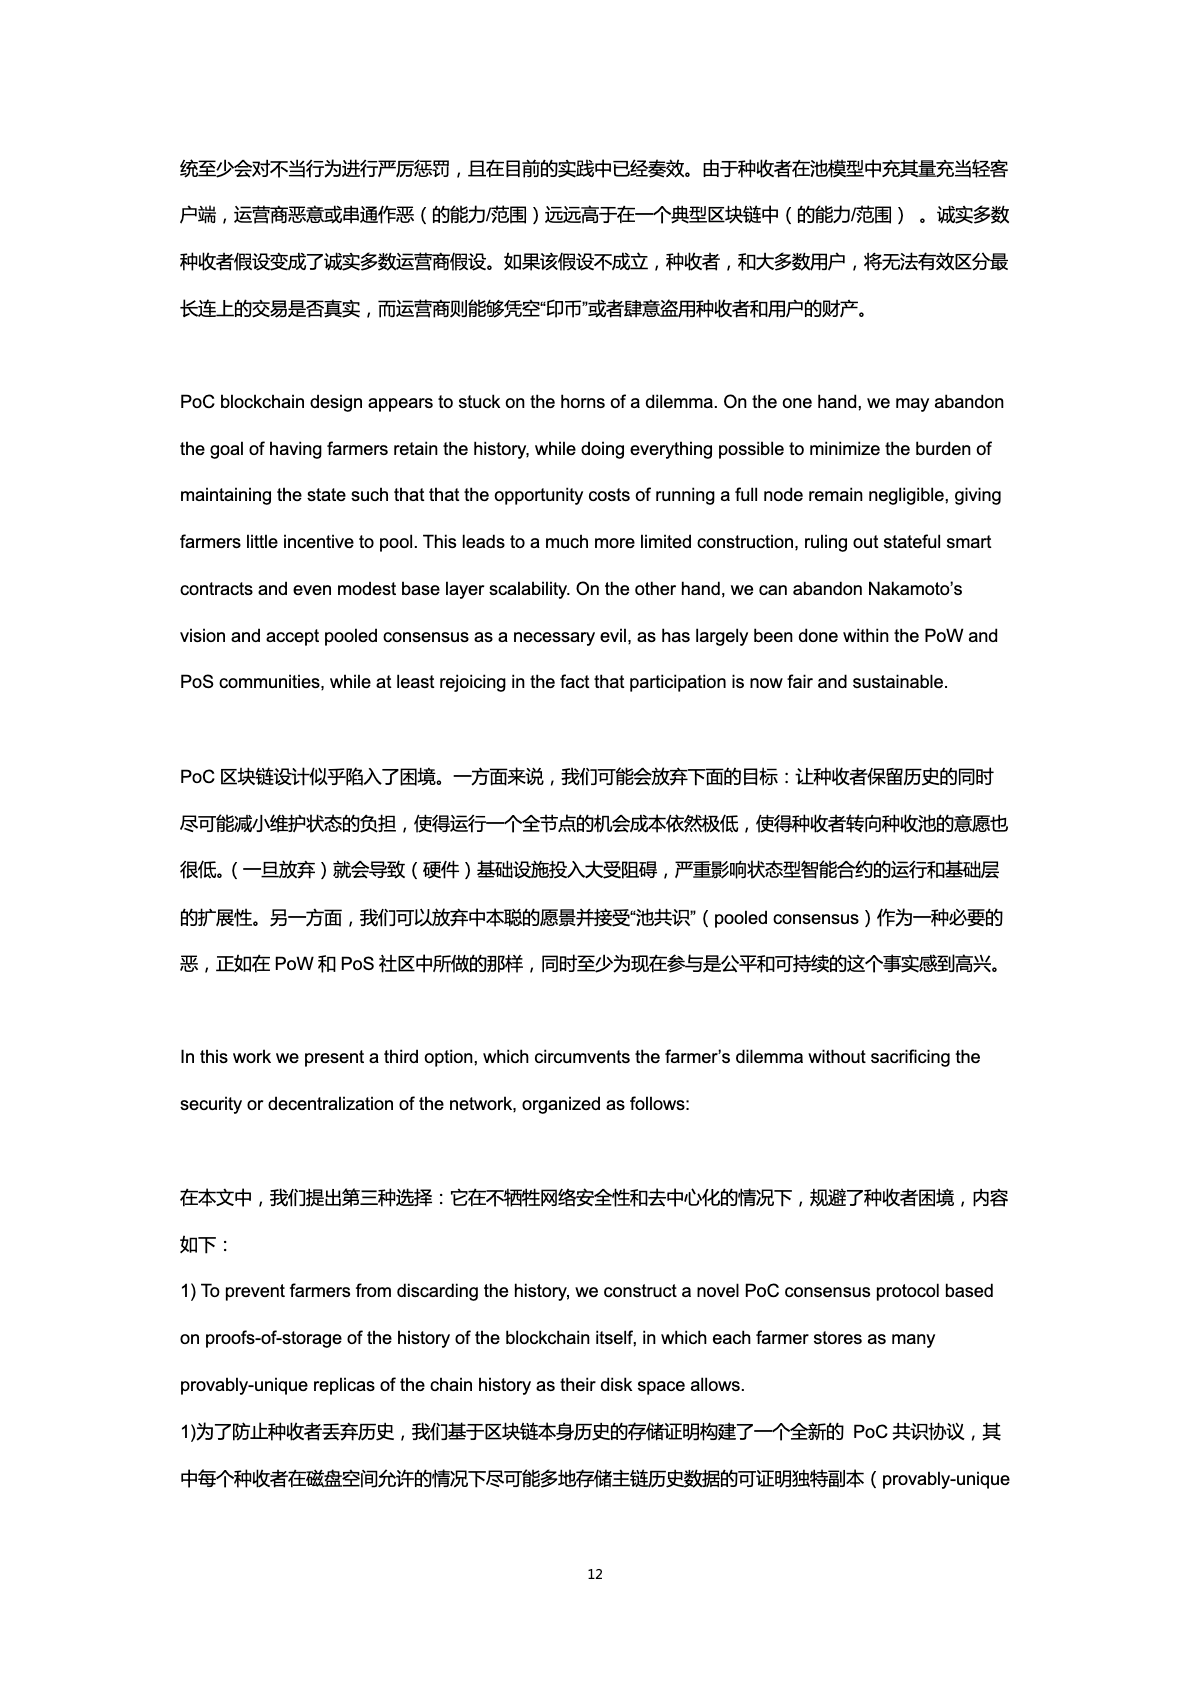 统至少会对不当行为进行严厉惩罚，且在目前的实践中已经奏效。由于种收者在池模型中充其量充当轻客
户端，运营商恶意或串通作恶（的能力/范围）远远高于在一个典型区块链中（的能力/范围） 。诚实多数
种收者假设变成了诚实多数运营商假设。如果该假设不成立，种收者，和大多数用户，将无法有效区分最
长连上的交易是否真实，而运营商则能够凭空“印币”或者肆意盗用种收者和用户的财产。
PoC blockchain design appears to stuck on the horns of a dilemma. On the one hand, we may abandon
the goal of having farmers retain the history, while doing everything possible to minimize the burden of
maintaining the state such that that the opportunity costs of running a full node remain negligible, giving
farmers little incentive to pool. This leads to a much more limited construction, ruling out stateful smart
contracts and even modest base layer scalability. On the other hand, we can abandon Nakamoto’s
vision and accept pooled consensus as a necessary evil, as has largely been done within the PoW and
PoS communities, while at least rejoicing in the fact that participation is now fair and sustainable.
PoC 区块链设计似乎陷入了困境。一方面来说，我们可能会放弃下面的目标：让种收者保留历史的同时
尽可能减小维护状态的负担，使得运行一个全节点的机会成本依然极低，使得种收者转向种收池的意愿也
很低。（一旦放弃）就会导致（硬件）基础设施投入大受阻碍，严重影响状态型智能合约的运行和基础层
的扩展性。另一方面，我们可以放弃中本聪的愿景并接受“池共识”（pooled consensus）作为一种必要的
恶，正如在 PoW 和 PoS 社区中所做的那样，同时至少为现在参与是公平和可持续的这个事实感到高兴。
In this work we present a third option, which circumvents the farmer’s dilemma without sacrificing the
security or decentralization of the network, organized as follows:
在本文中，我们提出第三种选择：它在不牺牲网络安全性和去中心化的情况下，规避了种收者困境，内容
如下：
1) To prevent farmers from discarding the history, we construct a novel PoC consensus protocol based
on proofs-of-storage of the history of the blockchain itself, in which each farmer stores as many
provably-unique replicas of the chain history as their disk space allows.
1)为了防止种收者丢弃历史，我们基于区块链本身历史的存储证明构建了一个全新的 PoC 共识协议，其
中每个种收者在磁盘空间允许的情况下尽可能多地存储主链历史数据的可证明独特副本（provably-unique
12